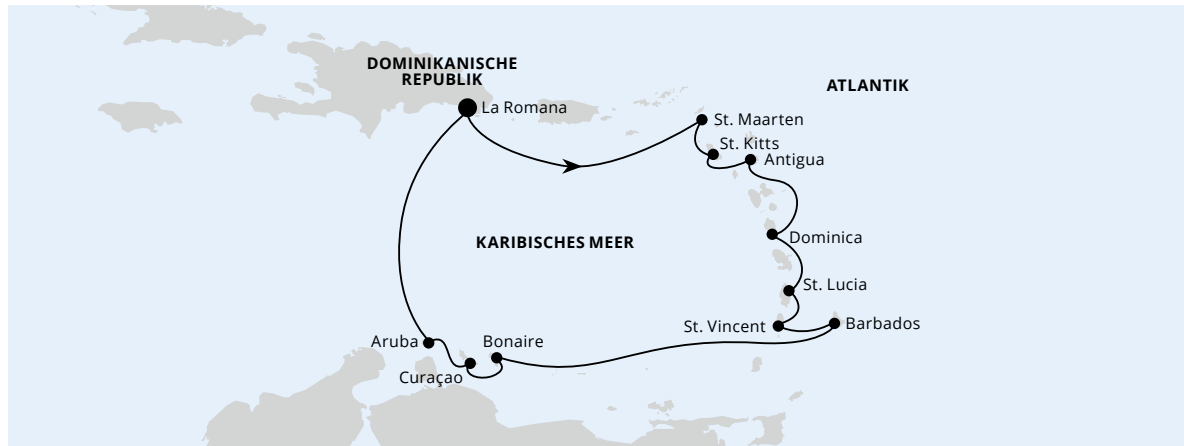 DOMINIKANISCHE
REPUBLIK
ATLANTIK
La Romana
St. Maarten
St. Kitts
Antigua
Dominica
KARIBISCHES MEER
St. Lucia
St. Vincent
Barbados
Aruba
Bonaire
Curaçao